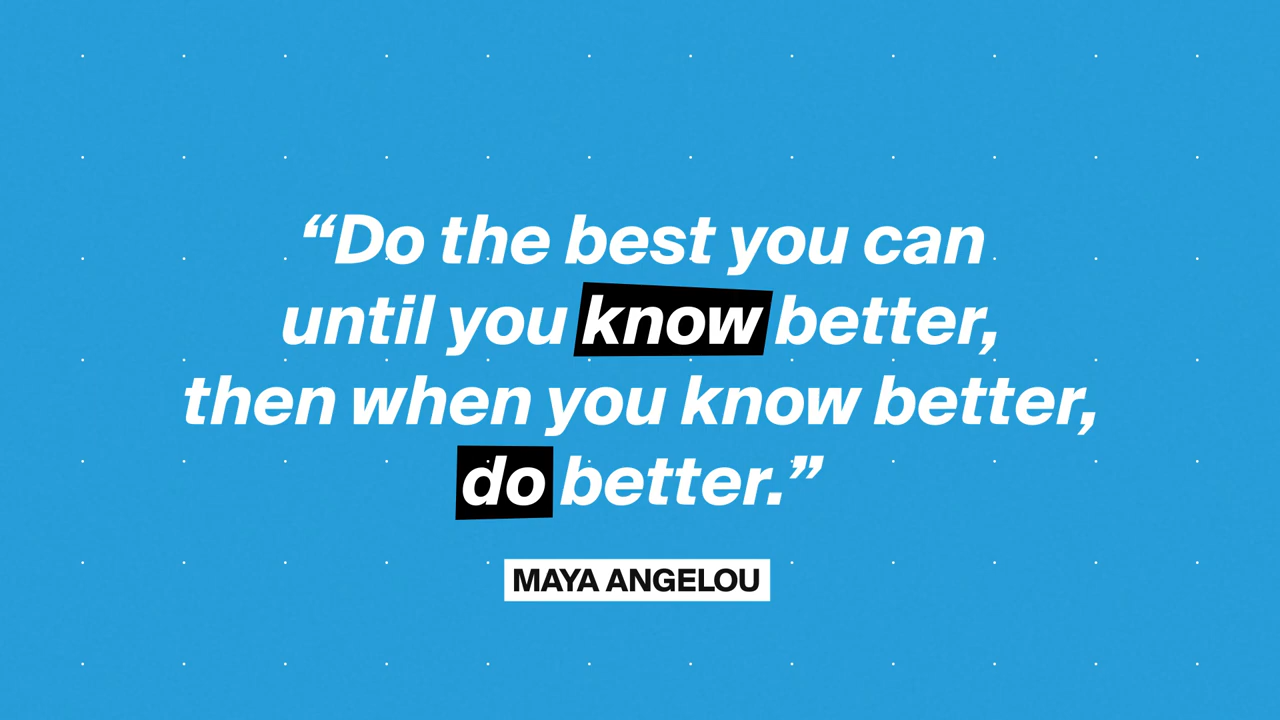 “Do the best you can
until you know better,
then when you know better,
do better.”
MAYA ANGELOU